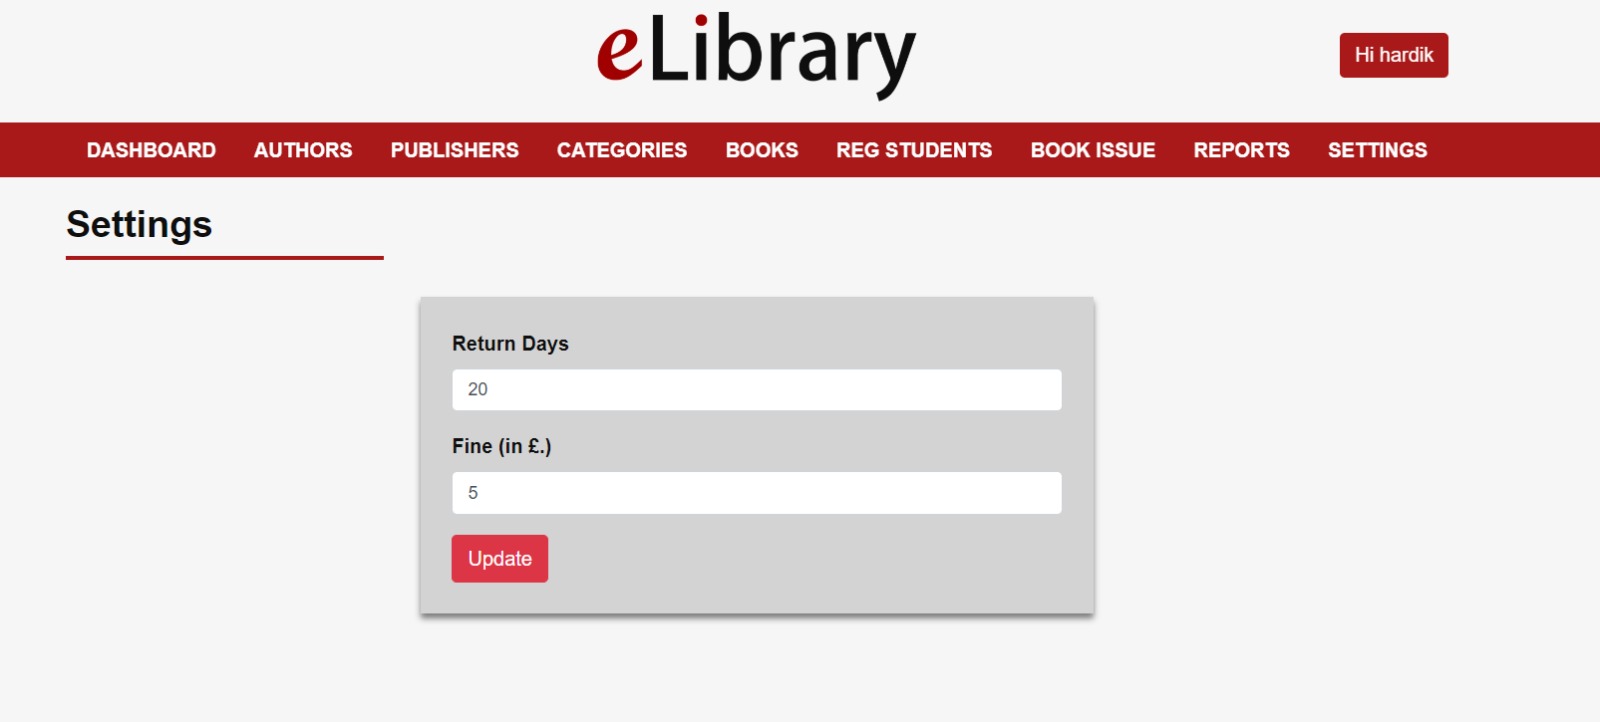 eLibrary
Hi hardik
DASHBOARD AUTHORS PUBLISHERS CATEGORIES BOOKS REG STUDENTS BOOK ISSUE REPORTS SETTINGS
Settings
Return Days
20
Fine (in £.)
5
Update